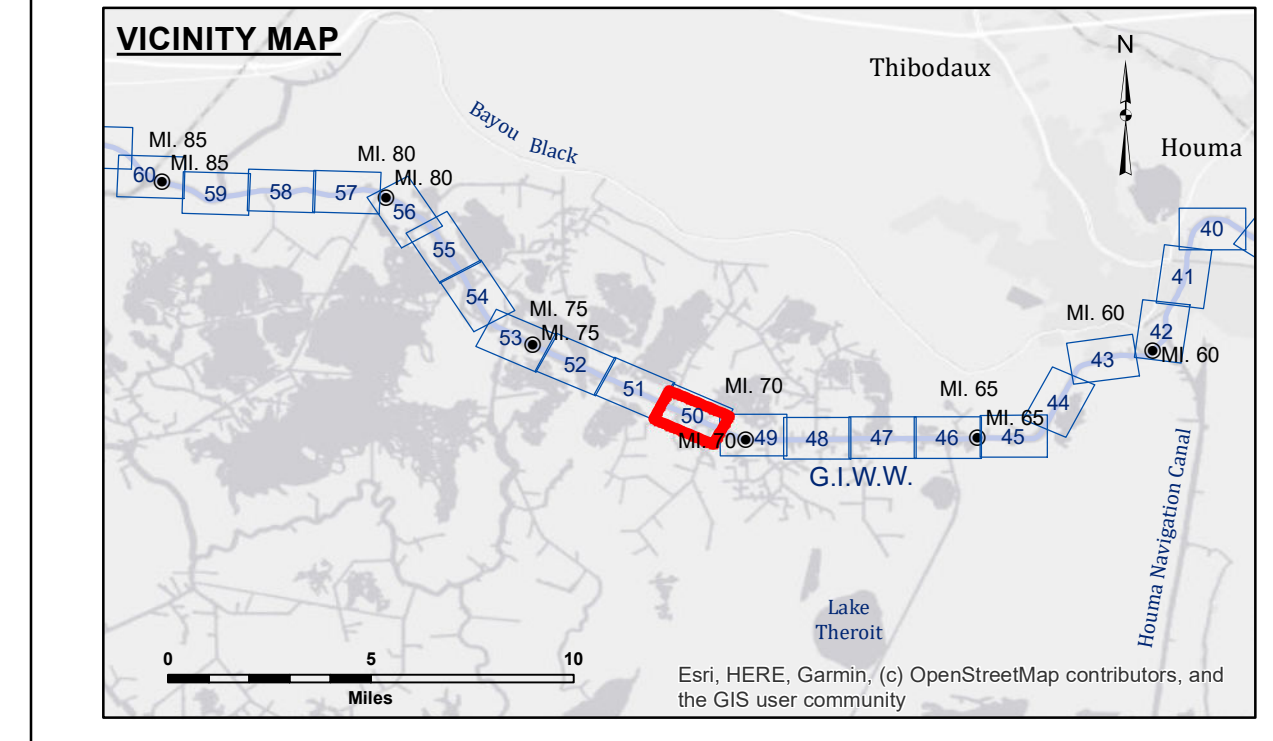 VICINITY MAP
N
Thibodaux
Houma
Bayou Black
MI. 85
MI. 85
MI. 80
MI. 80
60
59
58
57
56
55
54
MI. 75
MI. 75
53
52
51
50
MI. 70
MI. 70
49
48
47
46
45
MI. 65
MI. 65
44
43
42
41
40
MI. 60
MI. 60
G.I.W.W.
Houma Navigation Canal
Lake
Theroit
0 5 10
Miles
Esri, HERE, Garmin, (c) OpenStreetMap contributors, and
the GIS user community